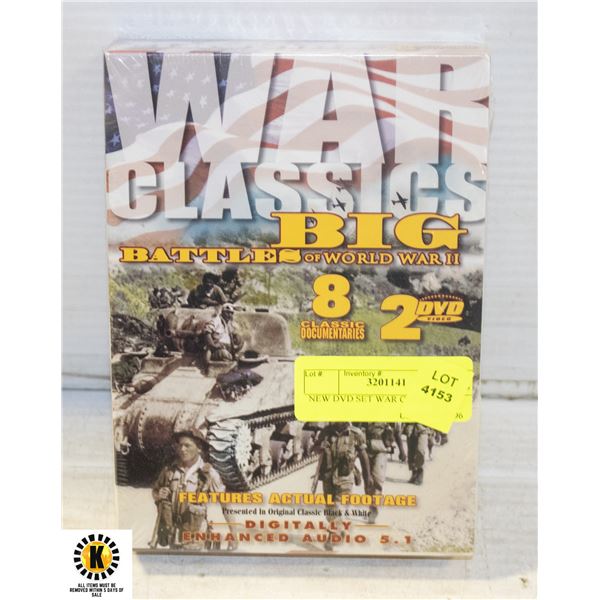 WAR
CLASSICS
BIG
BATTLES OF WORLD WAR II
8
CLASSIC
DOCUMENTARIES
2 DVD
VIDEO
Lot #
Inventory #
3201141
LOT
4153
NEW DVD SET WAR
FEATURES ACTUAL FOOTAGE
Presented in Original Classic Black & White
DIGITALLY
ENHANCED AUDIO 5.1
K
ALL ITEMS MUST BE
REMOVED WITHIN 5 DAYS OF
SALE